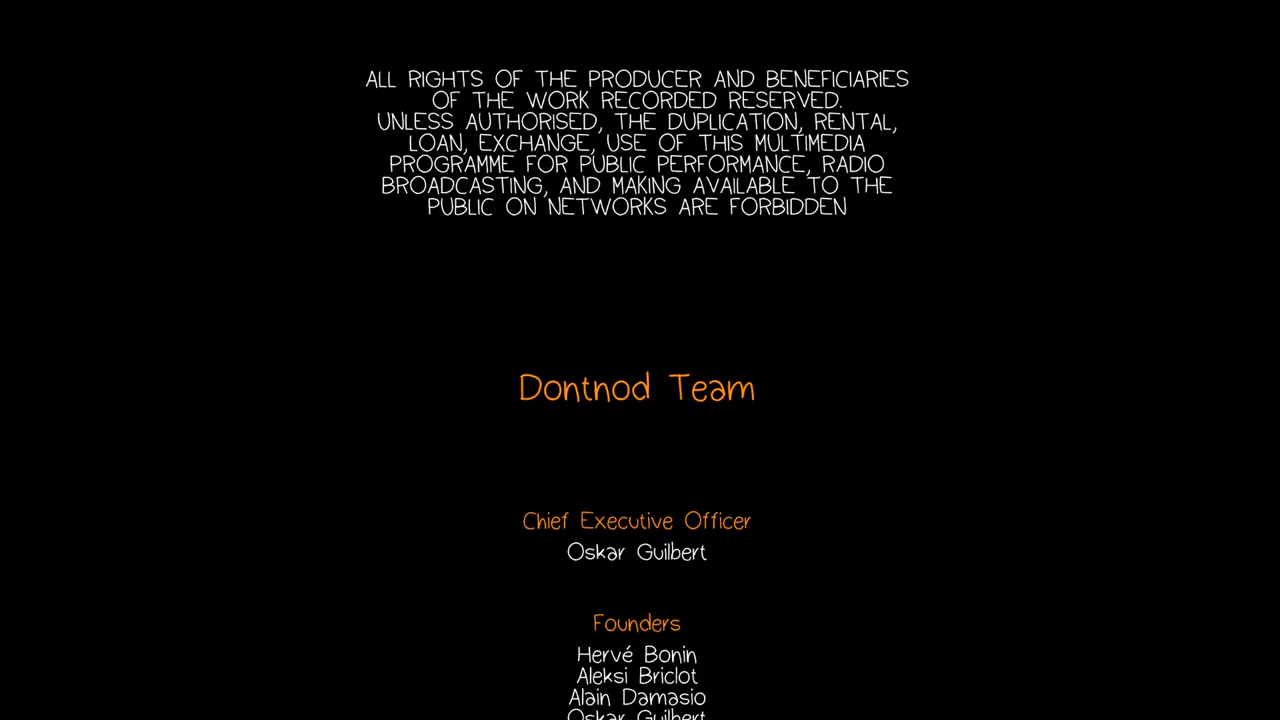 ALL RIGHTS OF THE PRODUCER AND BENEFICIARIES
OF THE WORK RECORDED RESERVED.
UNLESS AUTHORISED, THE DUPLICATION, RENTAL,
LOAN, EXCHANGE, USE OF THIS MULTIMEDIA
PROGRAMME FOR PUBLIC PERFORMANCE, RADIO
BROADCASTING, AND MAKING AVAILABLE TO THE
PUBLIC ON NETWORKS ARE FORBIDDEN
Dontnod Team
Chief Executive Officer
Oskar Guilbert
Founders
Hervé Bonin
Aleksi Briclot
Alain Damasio
Oskar Guilbert